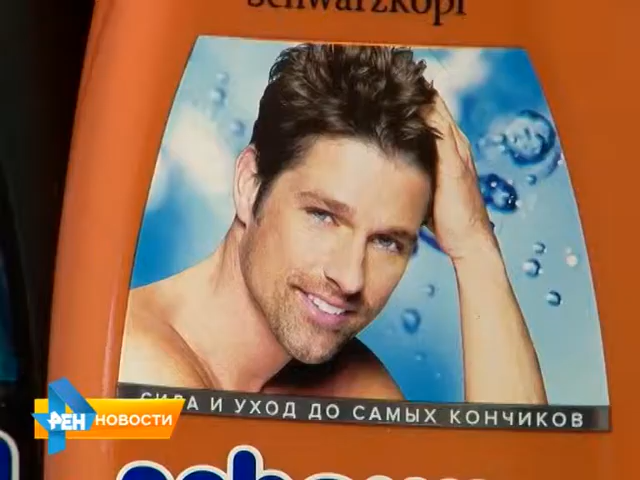 schwarzkopf
СИЛА И УХОД ДО САМЫХ КОНЧИКОВ
РЕН НОВОСТИ